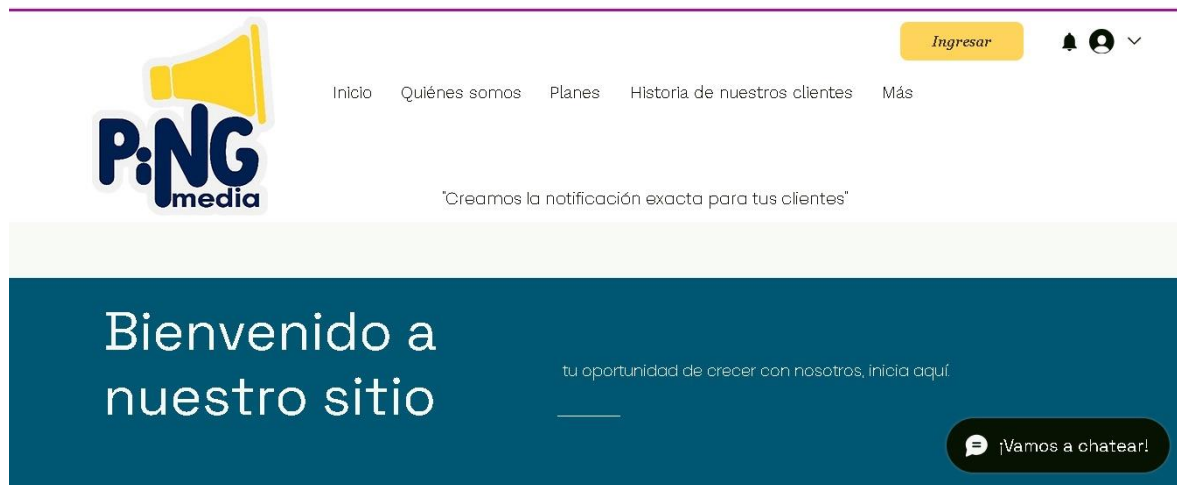 PiNG
media
Ingresar
Inicio Quiénes somos Planes Historia de nuestros clientes Más
"Creamos la notificación exacta para tus clientes"
Bienvenido a
nuestro sitio
tu oportunidad de crecer con nosotros, inicia aquí.
¡Vamos a chatear!